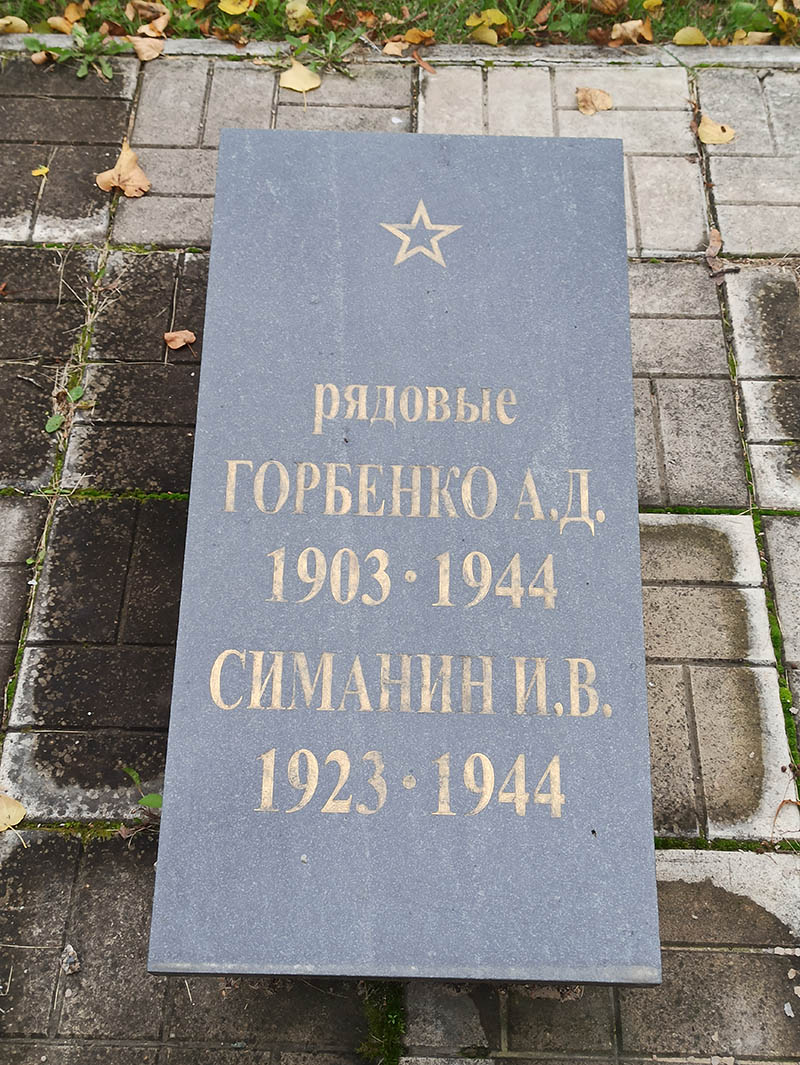 рядовые
ГОРБЕНКО А.Д.
1903·1944
СИМАНИН И.В.
1923·1944